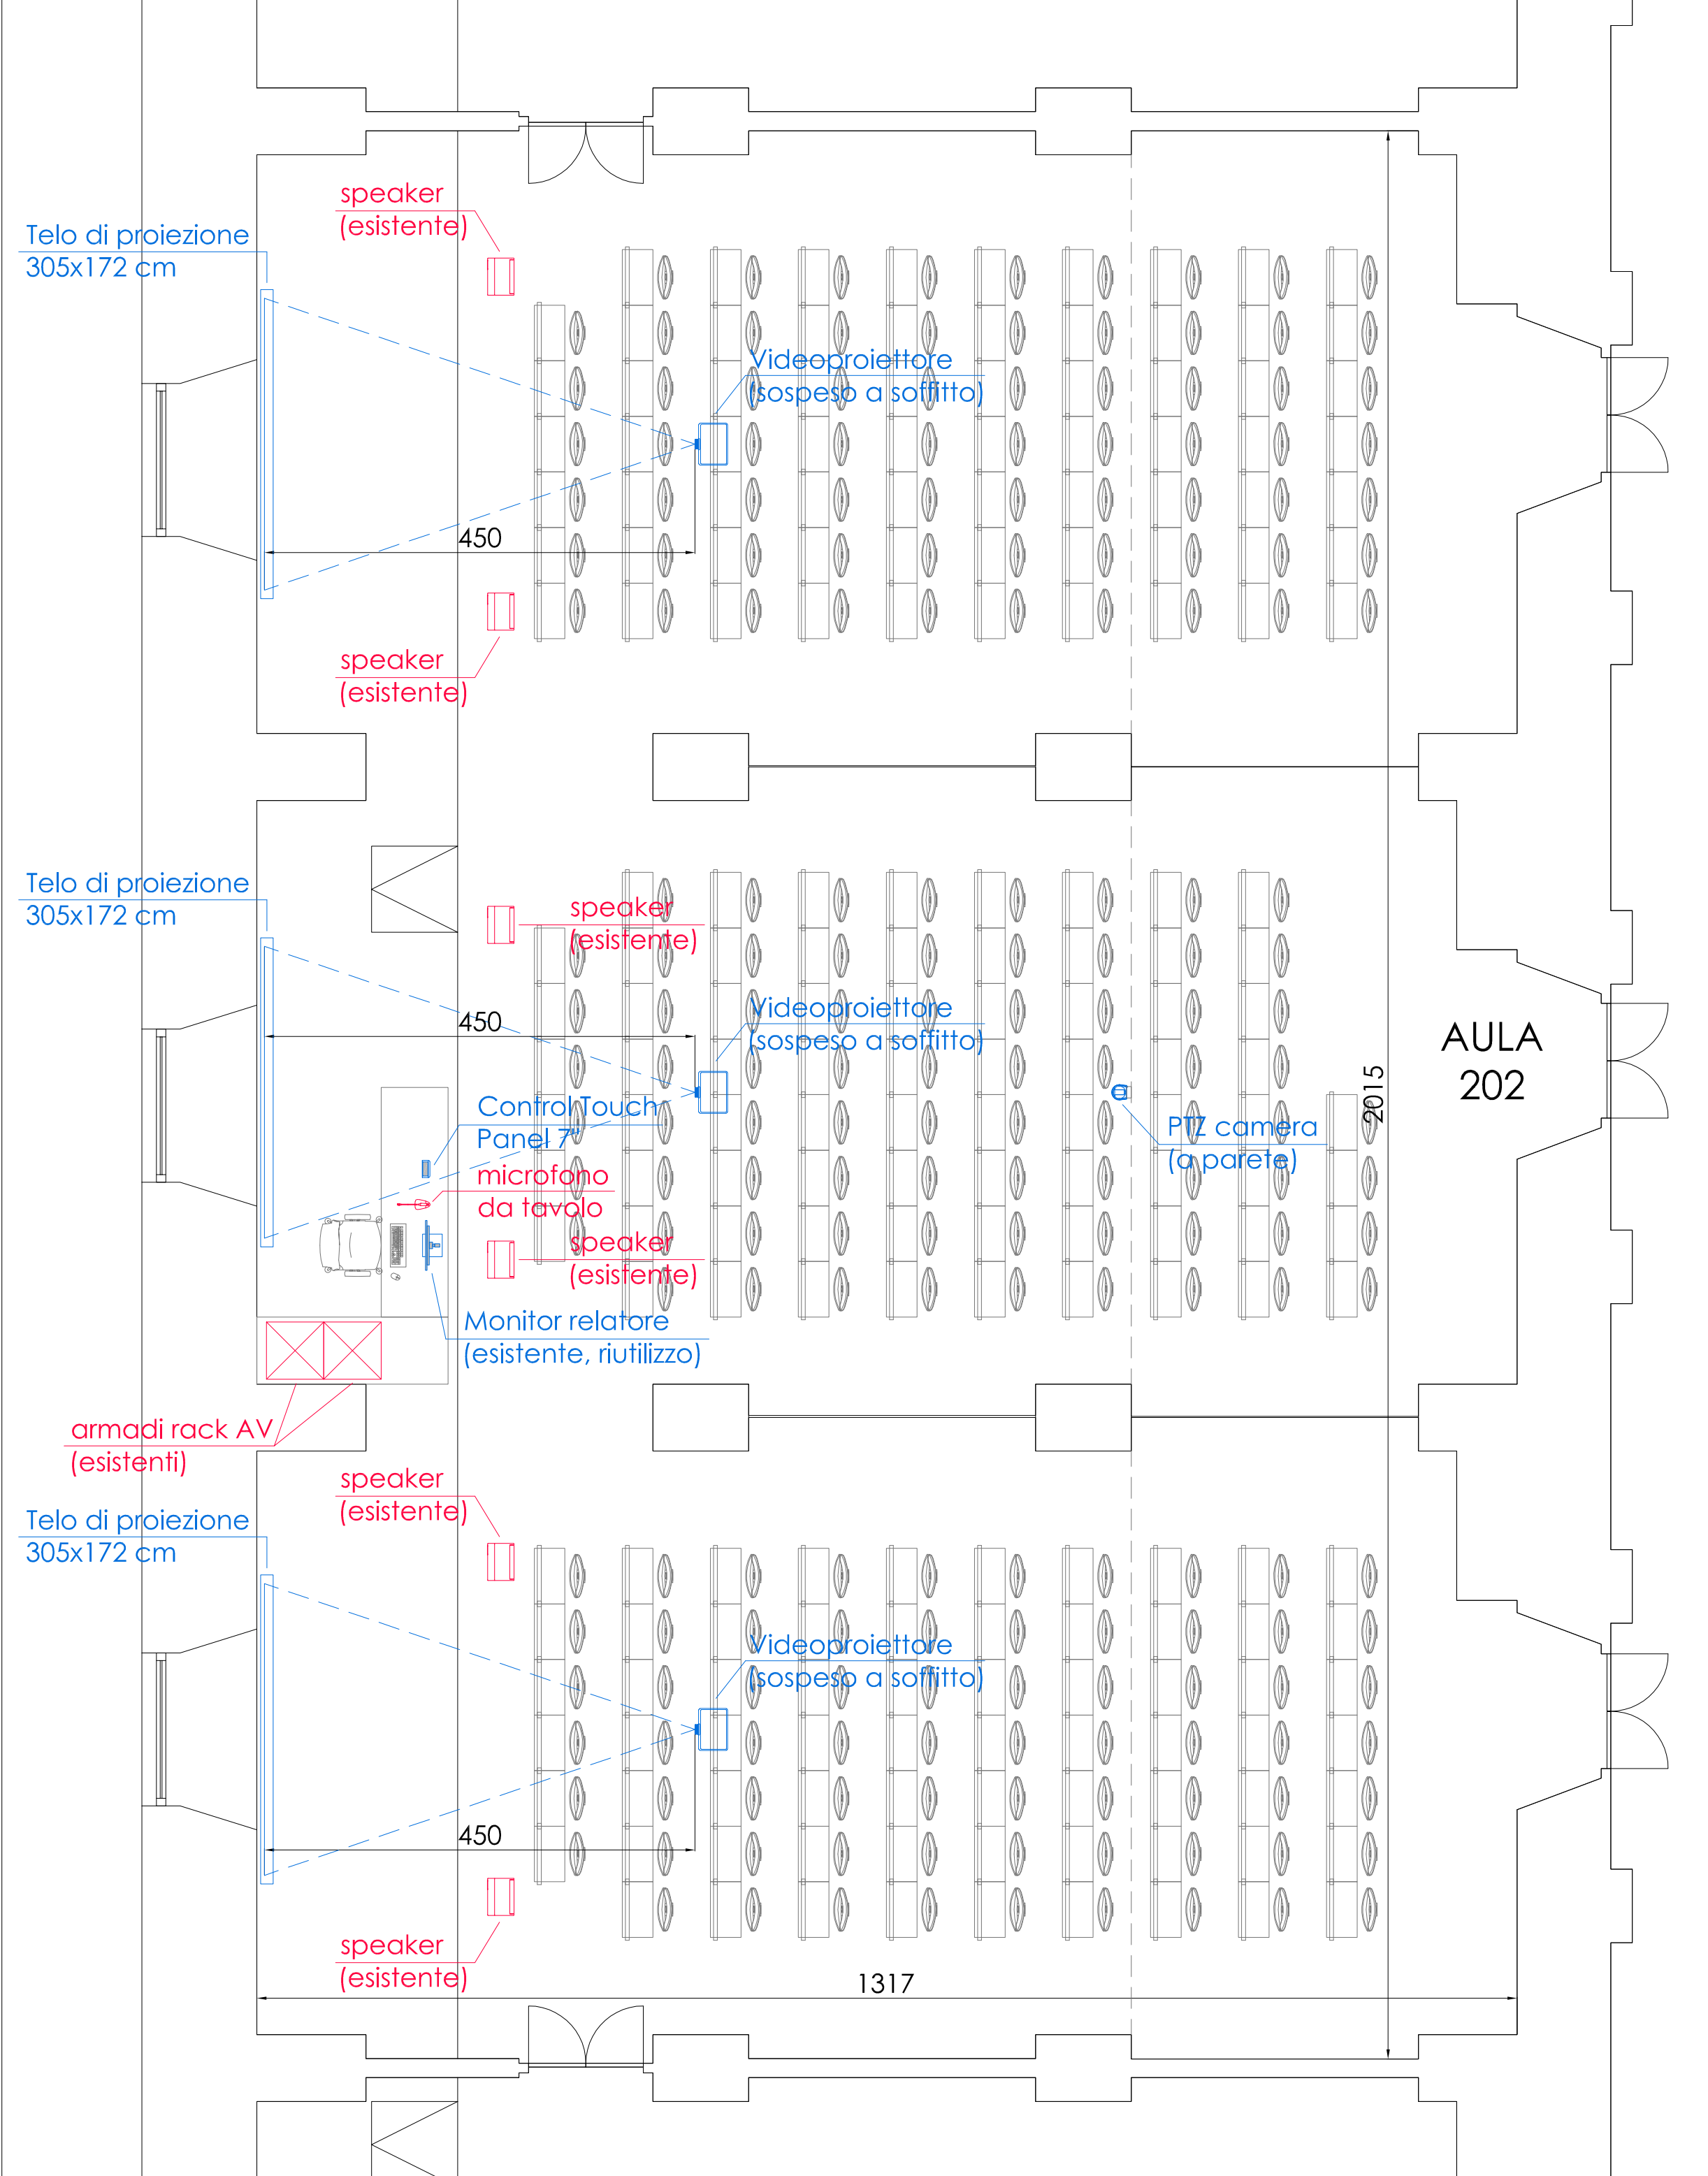 speaker
(esistente)
Telo di proiezione
305x172 cm
Videoproiettore
(sospeso a soffitto)
450
speaker
(esistente)
Telo di proiezione
305x172 cm
speaker
(esistente)
450
Videoproiettore
(sospeso a soffitto)
AULA
202
2015
Control Touch
Panel 7"
PTZ camera
(a parete)
microfono
da tavolo
speaker
(esistente)
Monitor relatore
(esistente, riutilizzo)
armadi rack AV
(esistenti)
speaker
(esistente)
Telo di proiezione
305x172 cm
Videoproiettore
(sospeso a soffitto)
450
speaker
(esistente)
1317